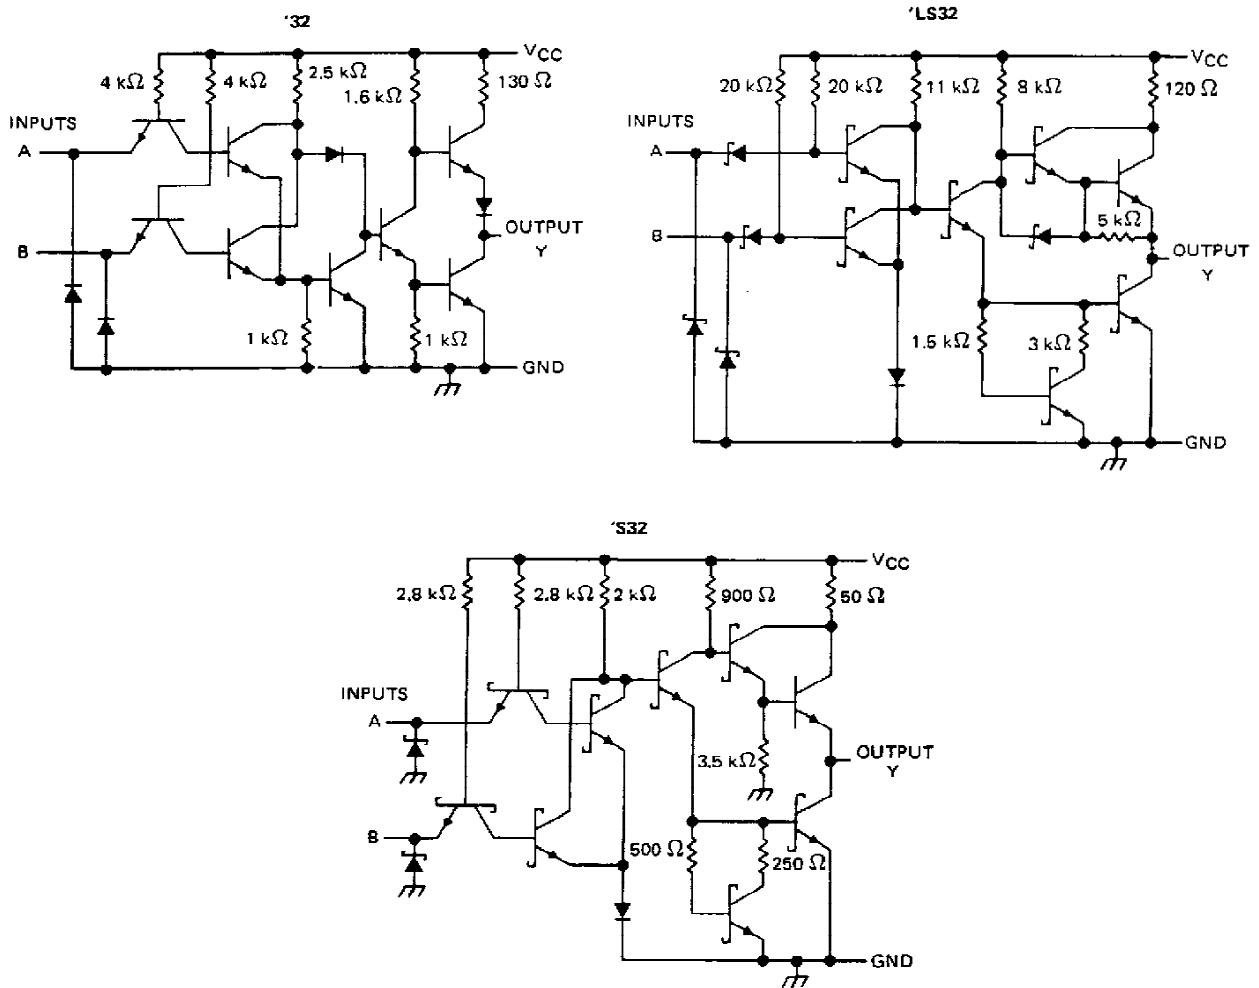 '32
VCC
4 kΩ
4 kΩ
2.5 kΩ
1.6 kΩ
130 Ω
INPUTS
A
B
OUTPUT
Y
1 kΩ
1 kΩ
GND
'LS32
VCC
20 kΩ
20 kΩ
11 kΩ
8 kΩ
120 Ω
INPUTS
A
B
5 kΩ
OUTPUT
Y
1.5 kΩ
3 kΩ
GND
'S32
VCC
2.8 kΩ
2.8 kΩ
2 kΩ
900 Ω
50 Ω
INPUTS
A
B
3.5 kΩ
OUTPUT
Y
500 Ω
250 Ω
GND